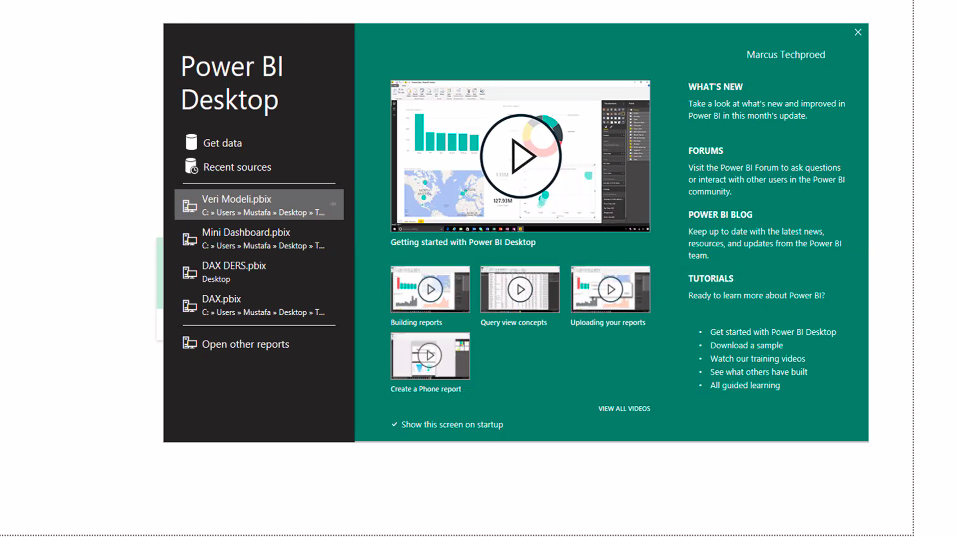 Power BI
Desktop
Get data
Recent sources
Veri Modeli.pbix
C: » Users » Mustafa » Desktop » T...
Mini Dashboard.pbix
C: » Users » Mustafa » Desktop » T...
DAX DERS.pbix
Desktop
DAX.pbix
C: » Users » Mustafa » Desktop » T...
Open other reports
127.93M
Getting started with Power BI Desktop
Building reports
Query view concepts
Uploading your reports
Create a Phone report
VIEW ALL VIDEOS
Show this screen on startup
Marcus Techproed
WHAT'S NEW
Take a look at what's new and improved in
Power BI in this month's update.
FORUMS
Visit the Power BI Forum to ask questions
or interact with other users in the Power BI
community.
POWER BI BLOG
Keep up to date with the latest news,
resources, and updates from the Power BI
team.
TUTORIALS
Ready to learn more about Power BI?
• Get started with Power BI Desktop
• Download a sample
• Watch our training videos
• See what others have built
• All guided learning